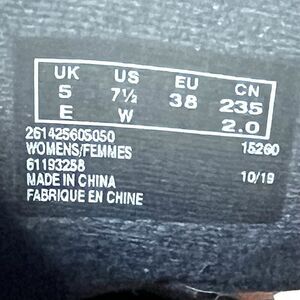 UK US EU CN
5 7½ 38 235
E W 2.0
261425605050
WOMENS/FEMMES 15260
61193258
MADE IN CHINA 10/19
FABRIQUE EN CHINE